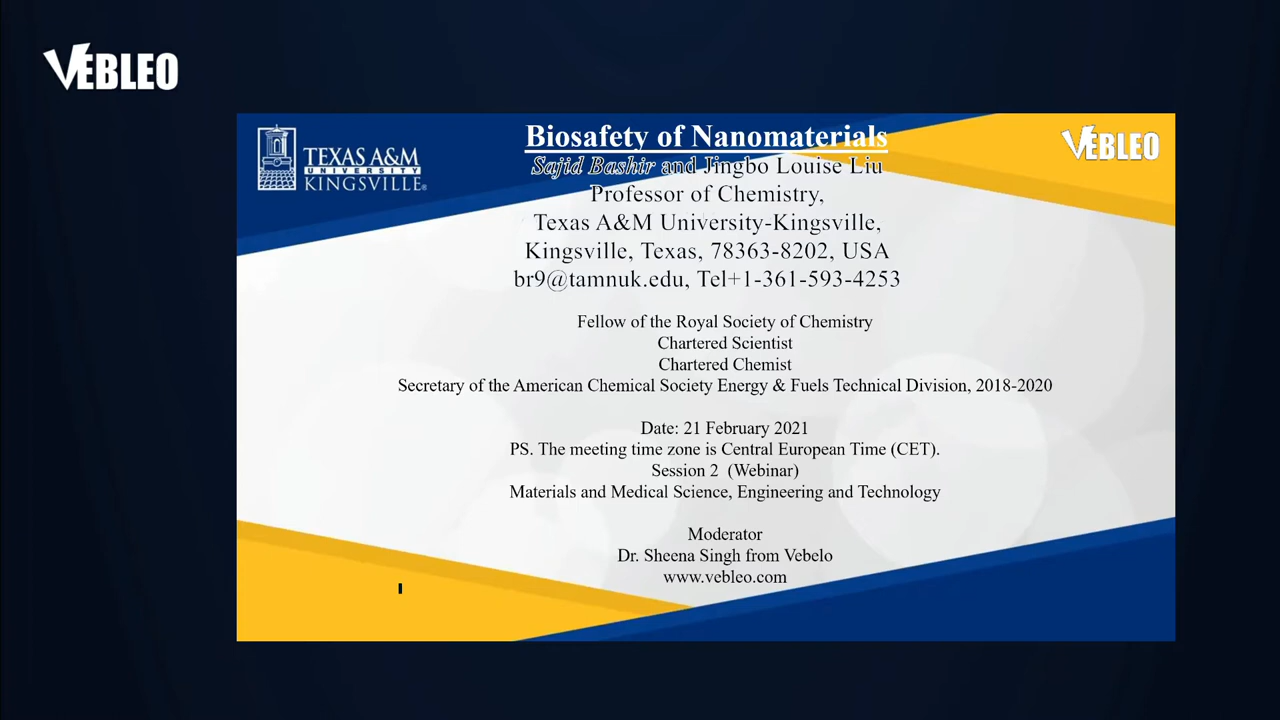 VEBLEO
TEXAS A&M
UNIVERSITY
KINGSVILLE®
VEBLEO
Biosafety of Nanomaterials
Sajid Bashir and Jingbo Louise Liu
Professor of Chemistry,
Texas A&M University-Kingsville,
Kingsville, Texas, 78363-8202, USA
br9@tamnuk.edu, Tel+1-361-593-4253
Fellow of the Royal Society of Chemistry
Chartered Scientist
Chartered Chemist
Secretary of the American Chemical Society Energy & Fuels Technical Division, 2018-2020
Date: 21 February 2021
PS. The meeting time zone is Central European Time (CET).
Session 2 (Webinar)
Materials and Medical Science, Engineering and Technology
Moderator
Dr. Sheena Singh from Vebelo
www.vebleo.com